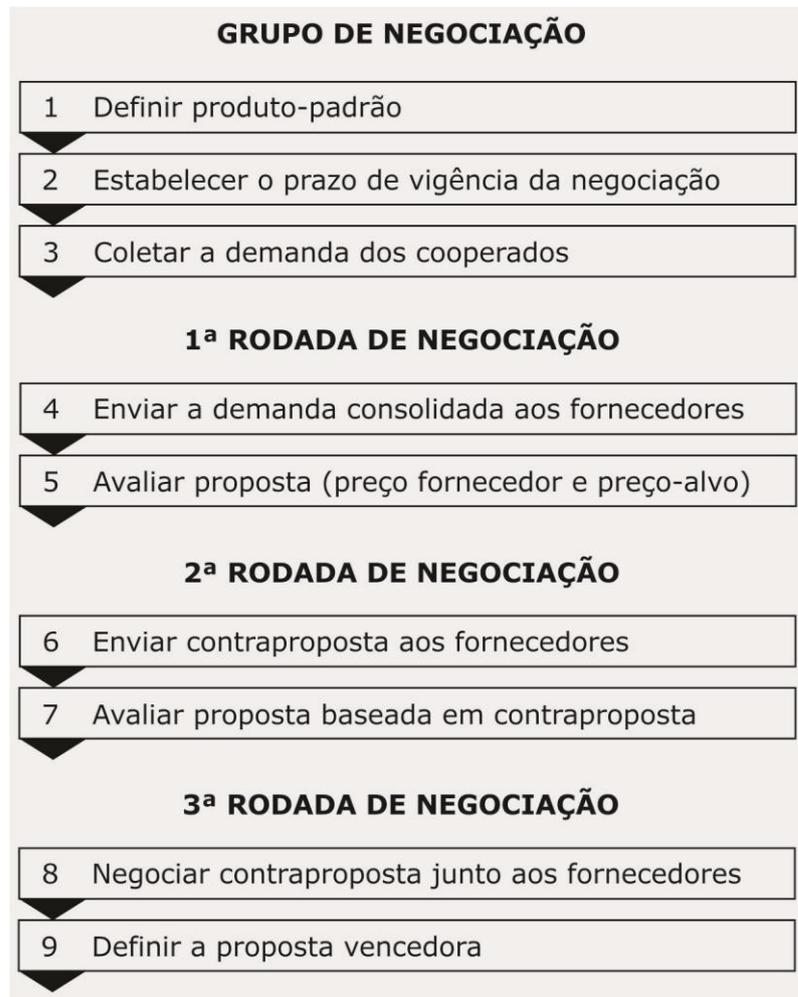 GRUPO DE NEGOCIAÇÃO
1 Definir produto-padrão
2 Estabelecer o prazo de vigência da negociação
3 Coletar a demanda dos cooperados
1ª RODADA DE NEGOCIAÇÃO
4 Enviar a demanda consolidada aos fornecedores
5 Avaliar proposta (preço fornecedor e preço-alvo)
2ª RODADA DE NEGOCIAÇÃO
6 Enviar contraproposta aos fornecedores
7 Avaliar proposta baseada em contraproposta
3ª RODADA DE NEGOCIAÇÃO
8 Negociar contraproposta junto aos fornecedores
9 Definir a proposta vencedora